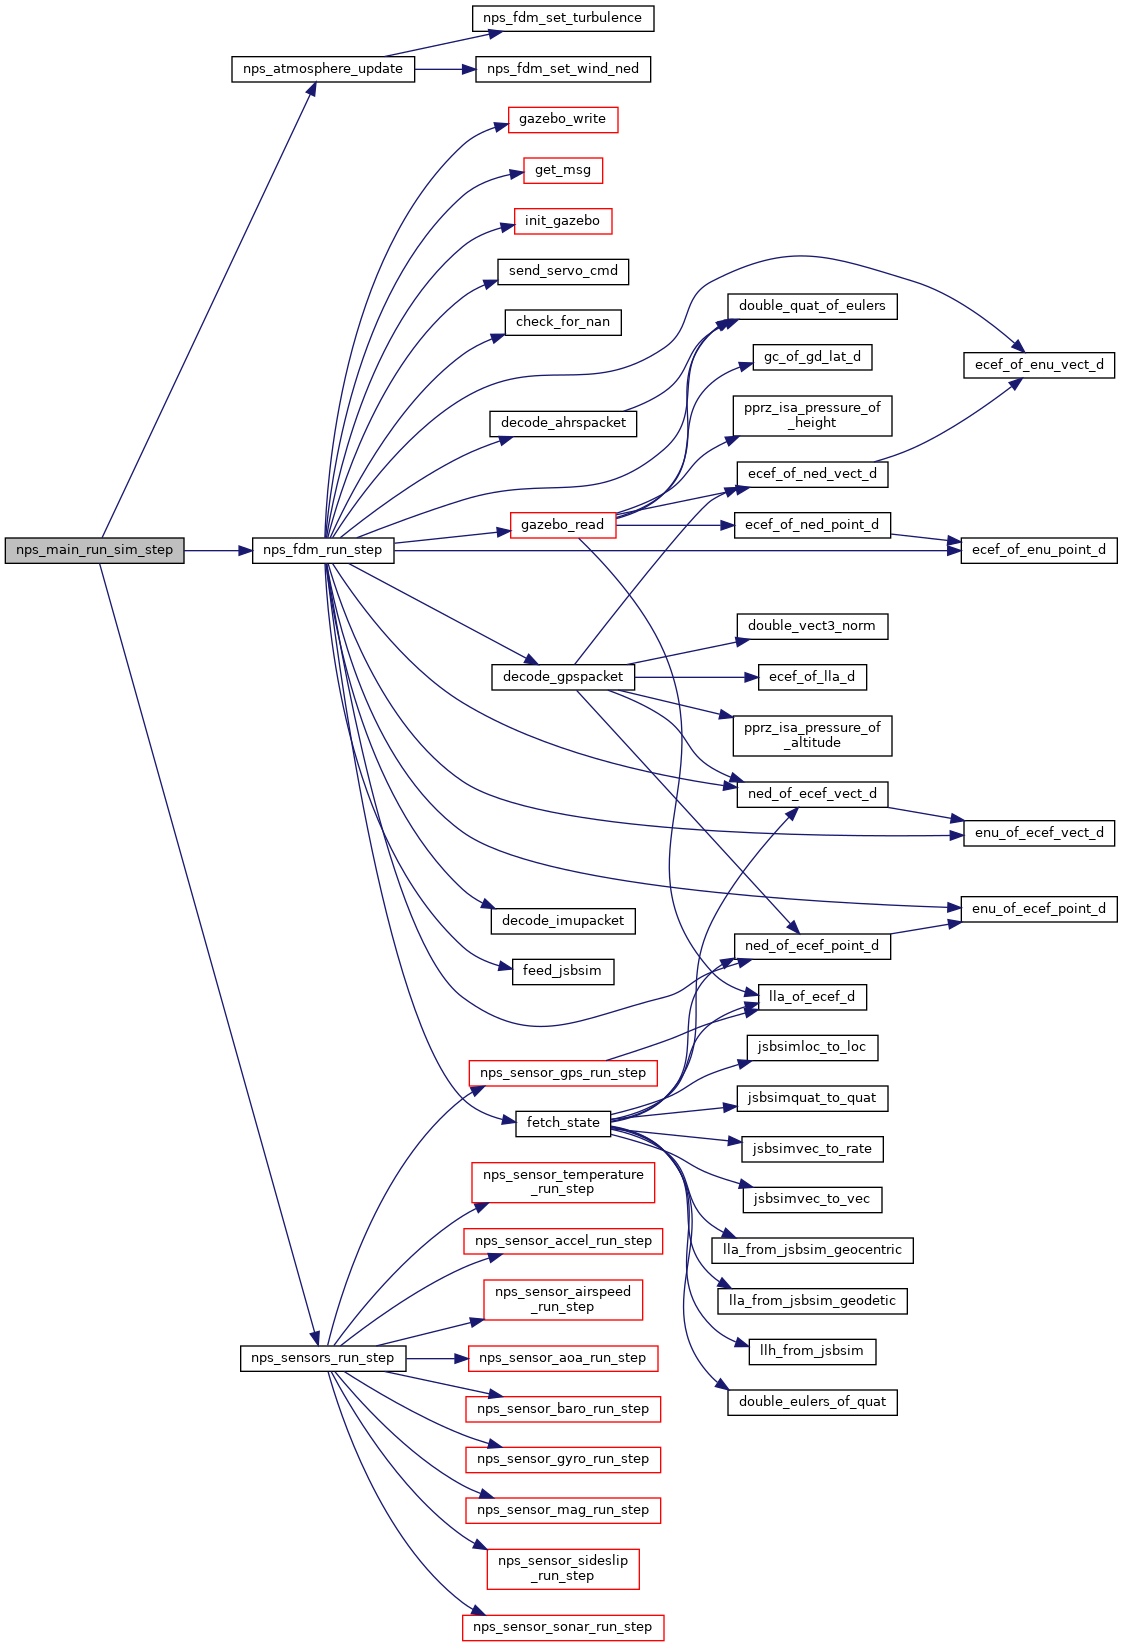 nps_fdm_set_turbulence
nps_atmosphere_update
nps_fdm_set_wind_ned
gazebo_write
get_msg
init_gazebo
send_servo_cmd
double_quat_of_eulers
check_for_nan
gc_of_gd_lat_d
ecef_of_enu_vect_d
pprz_isa_pressure_of
_height
decode_ahrspacket
ecef_of_ned_vect_d
gazebo_read
ecef_of_ned_point_d
nps_main_run_sim_step
nps_fdm_run_step
ecef_of_enu_point_d
double_vect3_norm
decode_gpspacket
ecef_of_lla_d
pprz_isa_pressure_of
_altitude
ned_of_ecef_vect_d
enu_of_ecef_vect_d
enu_of_ecef_point_d
decode_imupacket
ned_of_ecef_point_d
feed_jsbsim
lla_of_ecef_d
jsbsimloc_to_loc
nps_sensor_gps_run_step
jsbsimquat_to_quat
fetch_state
jsbsimvec_to_rate
nps_sensor_temperature
_run_step
jsbsimvec_to_vec
nps_sensor_accel_run_step
lla_from_jsbsim_geocentric
nps_sensor_airspeed
_run_step
lla_from_jsbsim_geodetic
llh_from_jsbsim
nps_sensors_run_step
nps_sensor_aoa_run_step
double_eulers_of_quat
nps_sensor_baro_run_step
nps_sensor_gyro_run_step
nps_sensor_mag_run_step
nps_sensor_sideslip
_run_step
nps_sensor_sonar_run_step